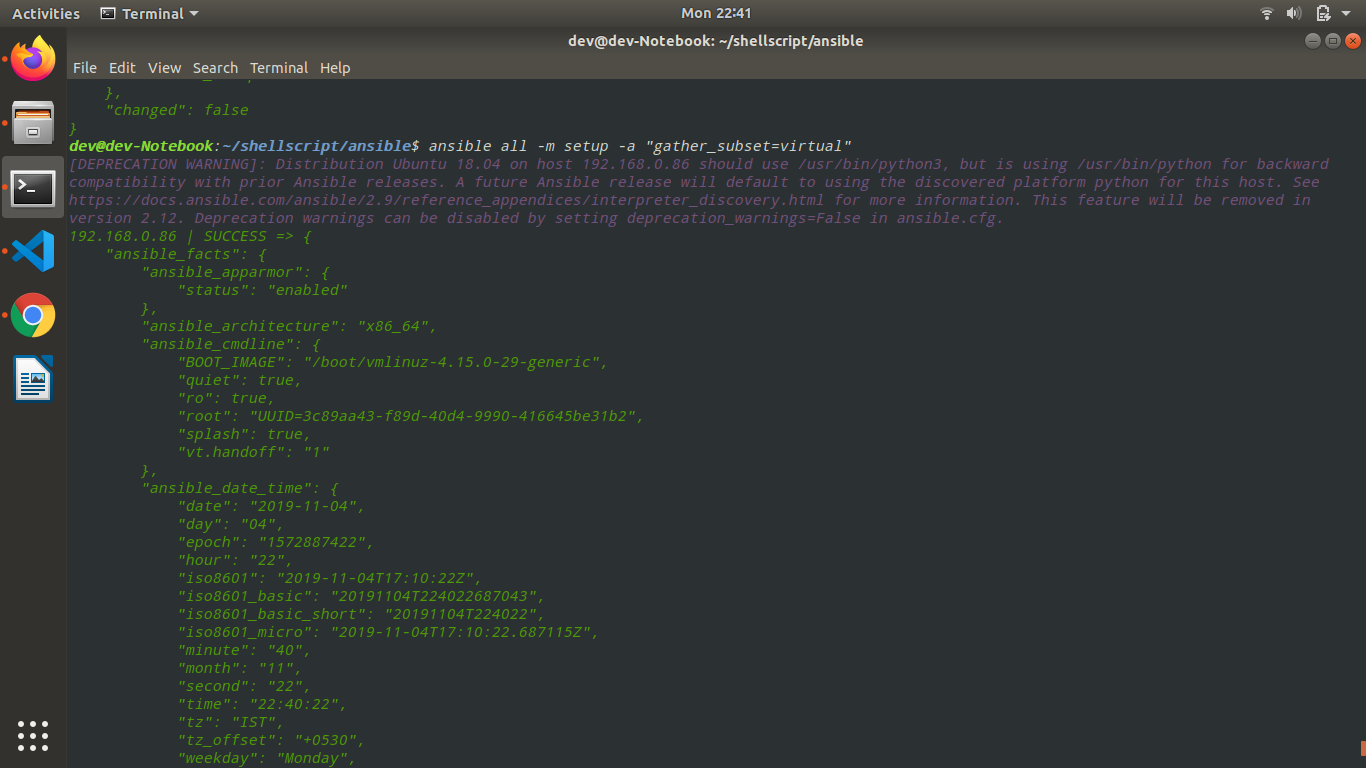 Activities Terminal Mon 22:41
dev@dev-Notebook: ~/shellscript/ansible
File Edit View Search Terminal Help
},
"changed": false
}
dev@dev-Notebook:~/shellscript/ansible$ ansible all -m setup -a "gather_subset=virtual"
[DEPRECATION WARNING]: Distribution Ubuntu 18.04 on host 192.168.0.86 should use /usr/bin/python3, but is using /usr/bin/python for backward
compatibility with prior Ansible releases. A future Ansible release will default to using the discovered platform python for this host. See
https://docs.ansible.com/ansible/2.9/reference_appendices/interpreter_discovery.html for more information. This feature will be removed in
version 2.12. Deprecation warnings can be disabled by setting deprecation_warnings=False in ansible.cfg.
192.168.0.86 | SUCCESS => {
"ansible_facts": {
"ansible_apparmor": {
"status": "enabled"
},
"ansible_architecture": "x86_64",
"ansible_cmdline": {
"BOOT_IMAGE": "/boot/vmlinuz-4.15.0-29-generic",
"quiet": true,
"ro": true,
"root": "UUID=3c89aa43-f89d-40d4-9990-416645be31b2",
"splash": true,
"vt.handoff": "1"
},
"ansible_date_time": {
"date": "2019-11-04",
"day": "04",
"epoch": "1572887422",
"hour": "22",
"iso8601": "2019-11-04T17:10:22Z",
"iso8601_basic": "20191104T224022687043",
"iso8601_basic_short": "20191104T224022",
"iso8601_micro": "2019-11-04T17:10:22.687115Z",
"minute": "40",
"month": "11",
"second": "22",
"time": "22:40:22",
"tz": "IST",
"tz_offset": "+0530",
"weekday": "Monday",